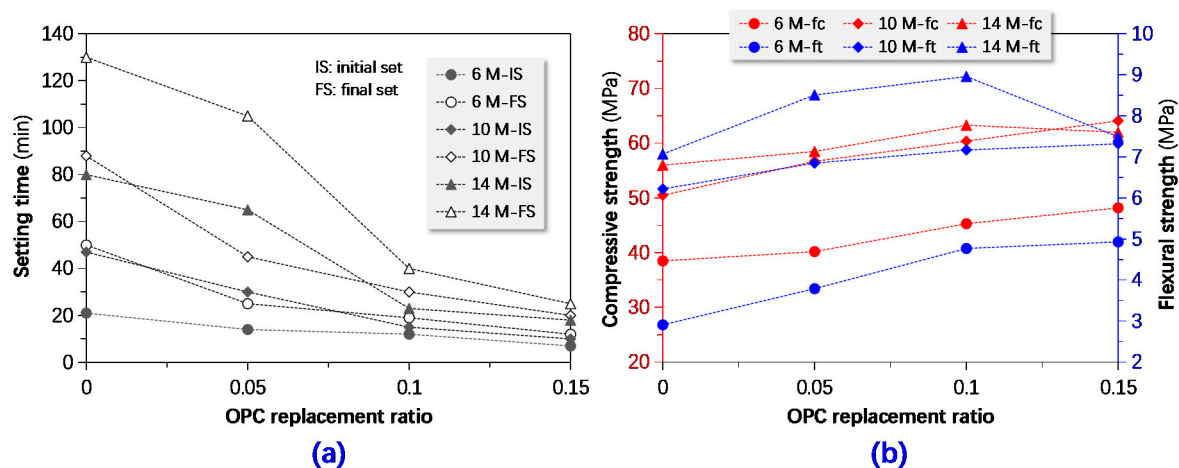 140
120
100
80
60
40
20
0
Setting time (min)
IS: initial set
FS: final set
6 M-IS
6 M-FS
10 M-IS
10 M-FS
14 M-IS
14 M-FS
0 0.05 0.1 0.15
OPC replacement ratio
(a)
6 M-fc 10 M-fc 14 M-fc
6 M-ft 10 M-ft 14 M-ft
80
70
60
50
40
30
20
Compressive strength (MPa)
10
9
8
7
6
5
4
3
2
Flexural strength (MPa)
0 0.05 0.1 0.15
OPC replacement ratio
(b)